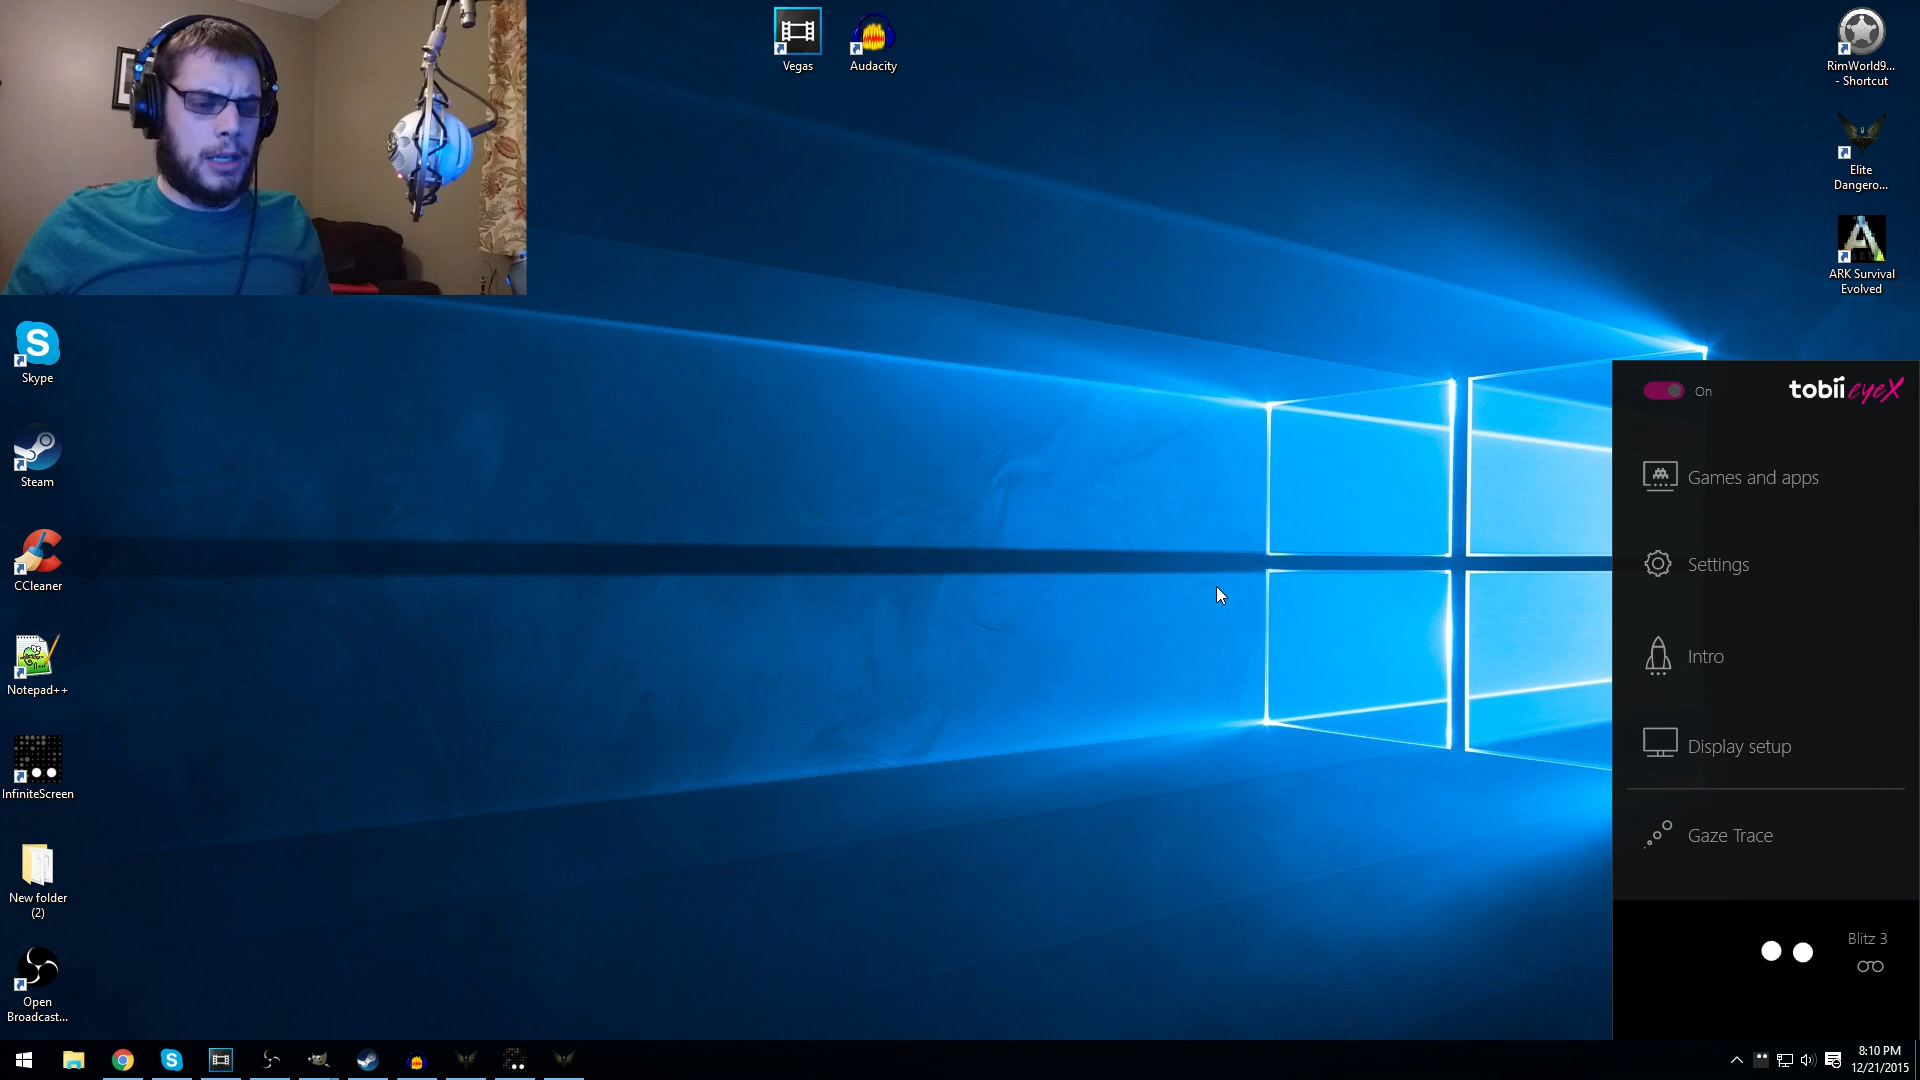 Vegas
Audacity
RimWorld9...
- Shortcut
Elite
Dangero...
ARK Survival
Evolved
Skype
Steam
CCleaner
Notepad++
InfiniteScreen
New folder
(2)
Open
Broadcast...
On
tobii eyeX
Games and apps
Settings
Intro
Display setup
Gaze Trace
Blitz 3
8:10 PM
12/21/2015